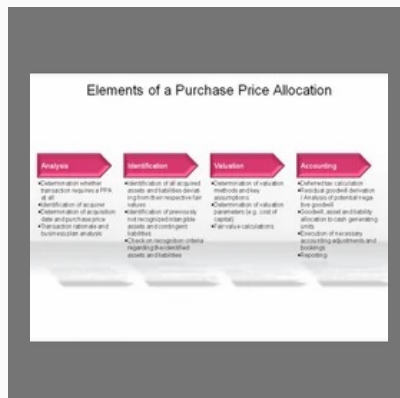 Elements of a Purchase Price Allocation
Analysis
•Determination whether
transaction requires a PPA
at all
•Identification of acquirer
•Determination of acquisition
date and purchase price
•Transaction rationale and
business plan analysis
Identification
•Identification of all acquired
assets and liabilities deviat-
ing from their respective fair
values
•Identification of previously
not recognized intangible
assets and contingent
liabilities
•Check on recognition criteria
regarding the identified
assets and liabilities
Valuation
•Determination of valuation
methods and key
assumptions
•Determination of valuation
parameters (e.g. cost of
capital)
•Fair value calculations
Accounting
•Deferred tax calculation
•Residual goodwill derivation
/ Analysis of potential nega-
tive goodwill
•Goodwill, asset and liability
allocation to cash generating
units
•Execution of necessary
accounting adjustments and
bookings
•Reporting